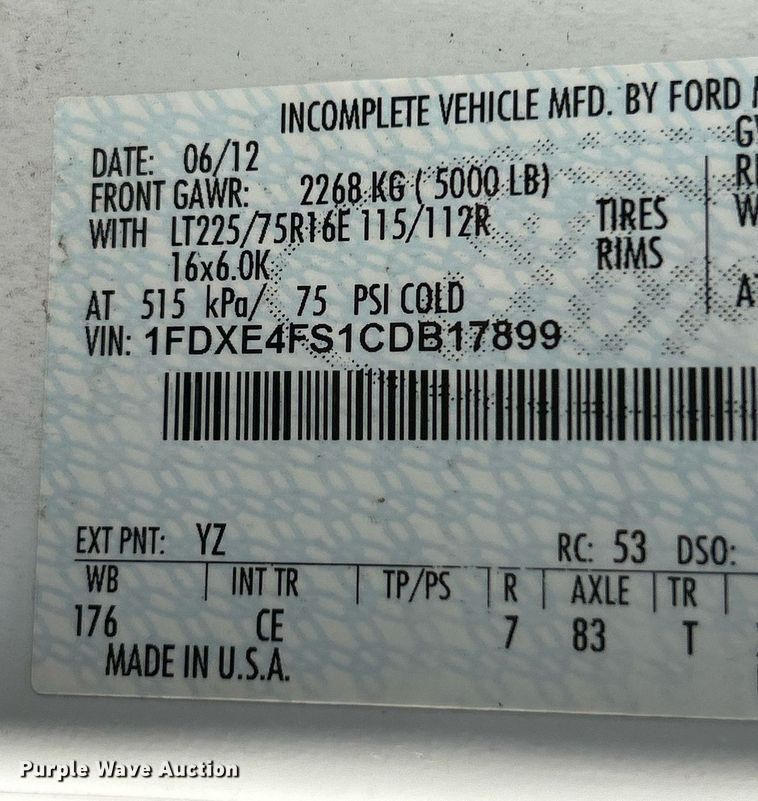 INCOMPLETE VEHICLE MFD. BY FORD
DATE: 06/12
FRONT GAWR: 2268 KG ( 5000 LB)
WITH LT225/75R16E 115/112R TIRES
16x6.0K RIMS
AT 515 kPa/ 75 PSI COLD
VIN: 1FDXE4FS1CDB17899
EXT PNT: YZ RC: 53 DSO:
WB | INT TR | TP/PS | R | AXLE | TR |
176 CE 7 83 T
MADE IN U.S.A.
Purple Wave Auction